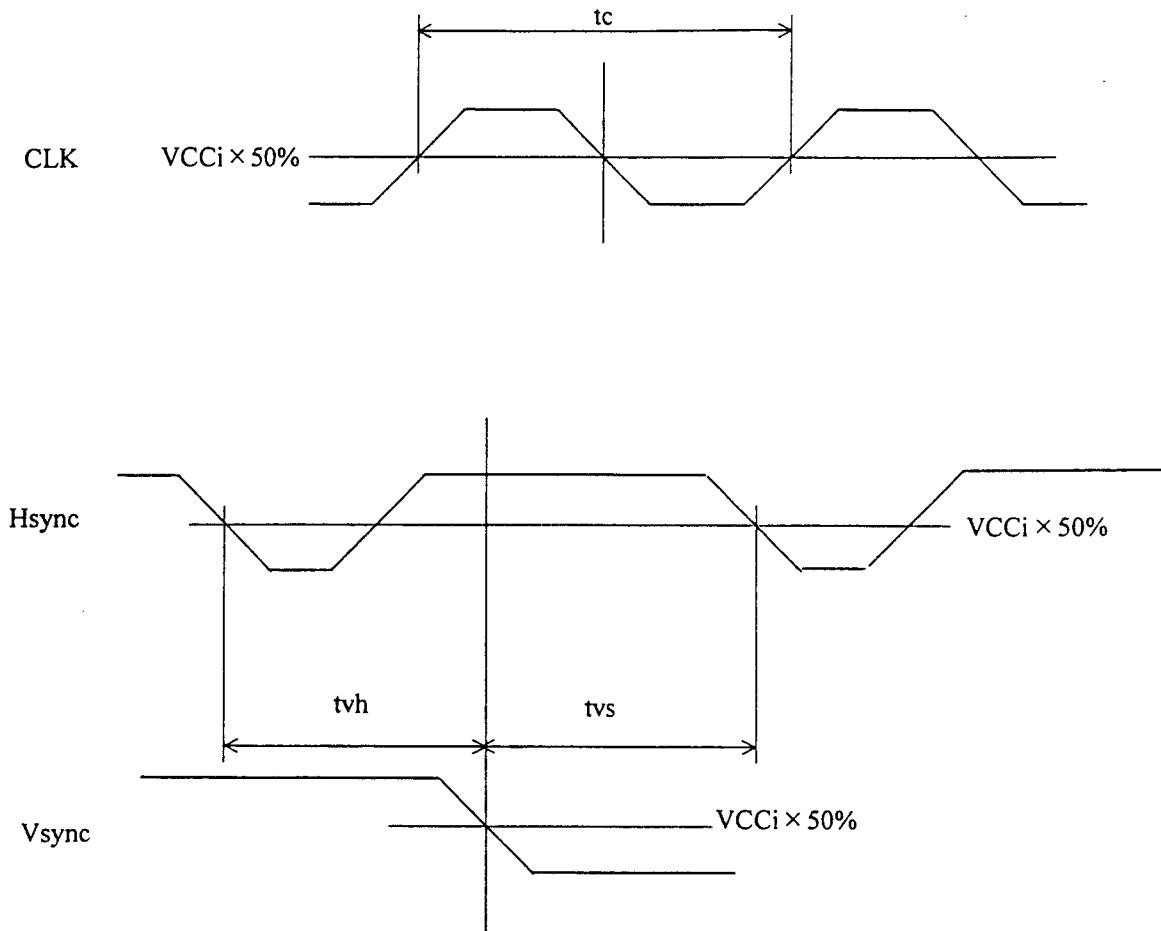 tc
CLK VCCi × 50%
Hsync VCCi × 50%
tvh tvs
Vsync VCCi × 50%